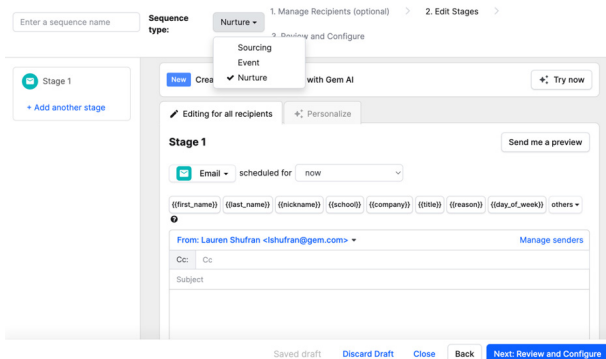 Enter a sequence name
Sequence type:
Nurture
1. Manage Recipients (optional)
2. Edit Stages
3. Review and Configure
Sourcing
Event
Nurture
Stage 1
+ Add another stage
New Crea with Gem AI
Try now
Editing for all recipients
Personalize
Stage 1
Send me a preview
Email
scheduled for
now
{{first_name}} {{last_name}} {{nickname}} {{school}} {{company}} {{title}} {{reason}} {{day_of_week}} others
From: Lauren Shufran <lshufran@gem.com>
Manage senders
Cc: Cc
Subject
Saved draft Discard Draft Close Back Next: Review and Configure